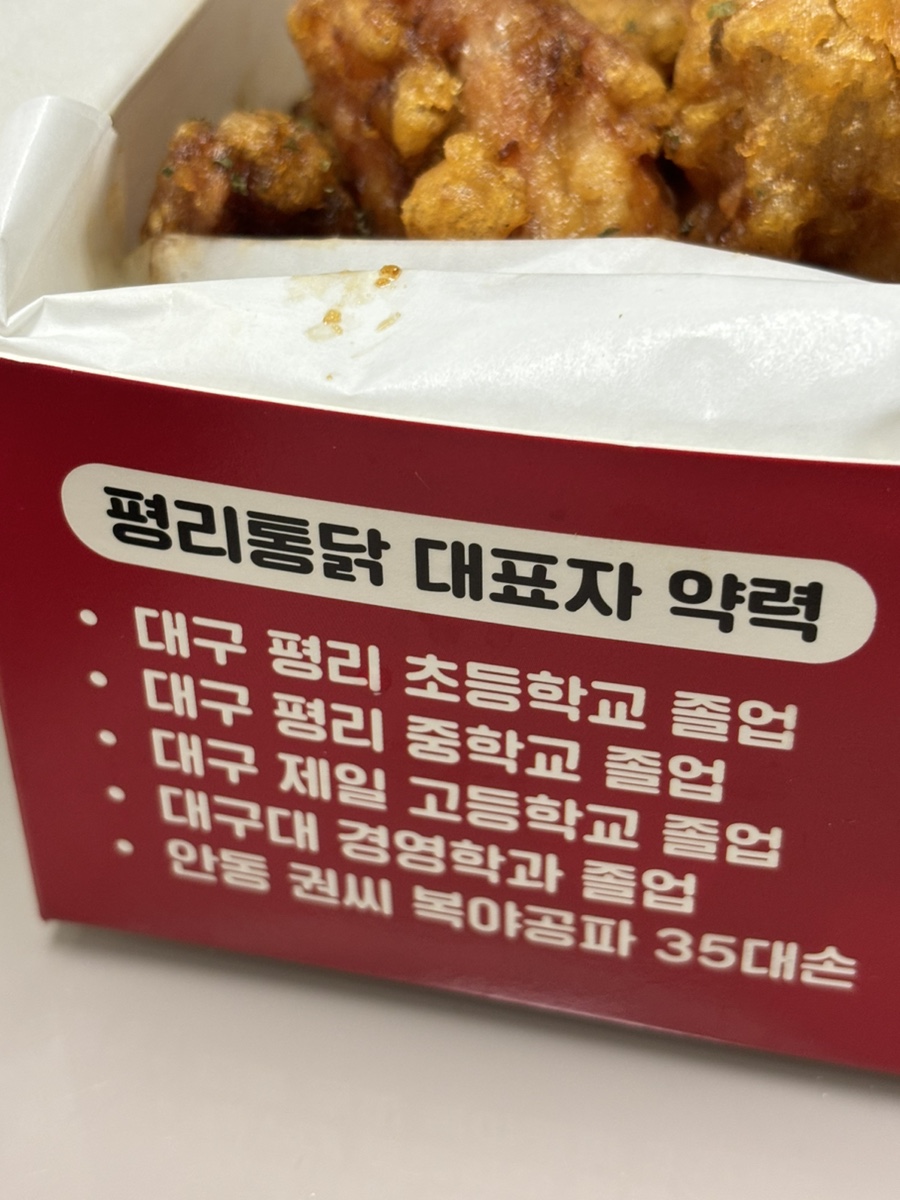 평리통닭 대표자 약력
• 대구 평리 초등학교 졸업
• 대구 평리 중학교 졸업
• 대구 제일 고등학교 졸업
• 대구대 경영학과 졸업
• 안동 권씨 복야공파 35대손